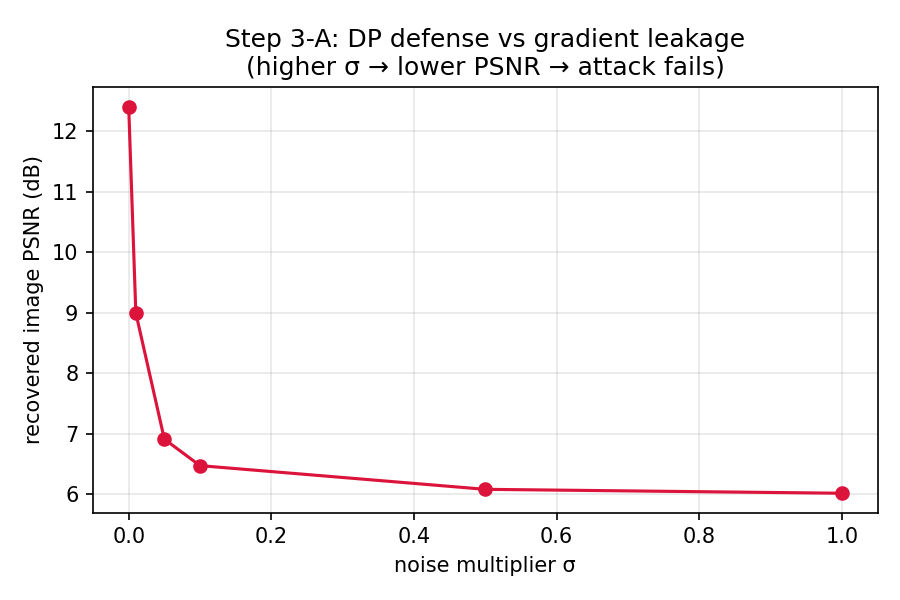 Step 3-A: DP defense vs gradient leakage
(higher σ → lower PSNR → attack fails)
recovered image PSNR (dB)
12
11
10
9
8
7
6
0.0 0.2 0.4 0.6 0.8 1.0
noise multiplier σ